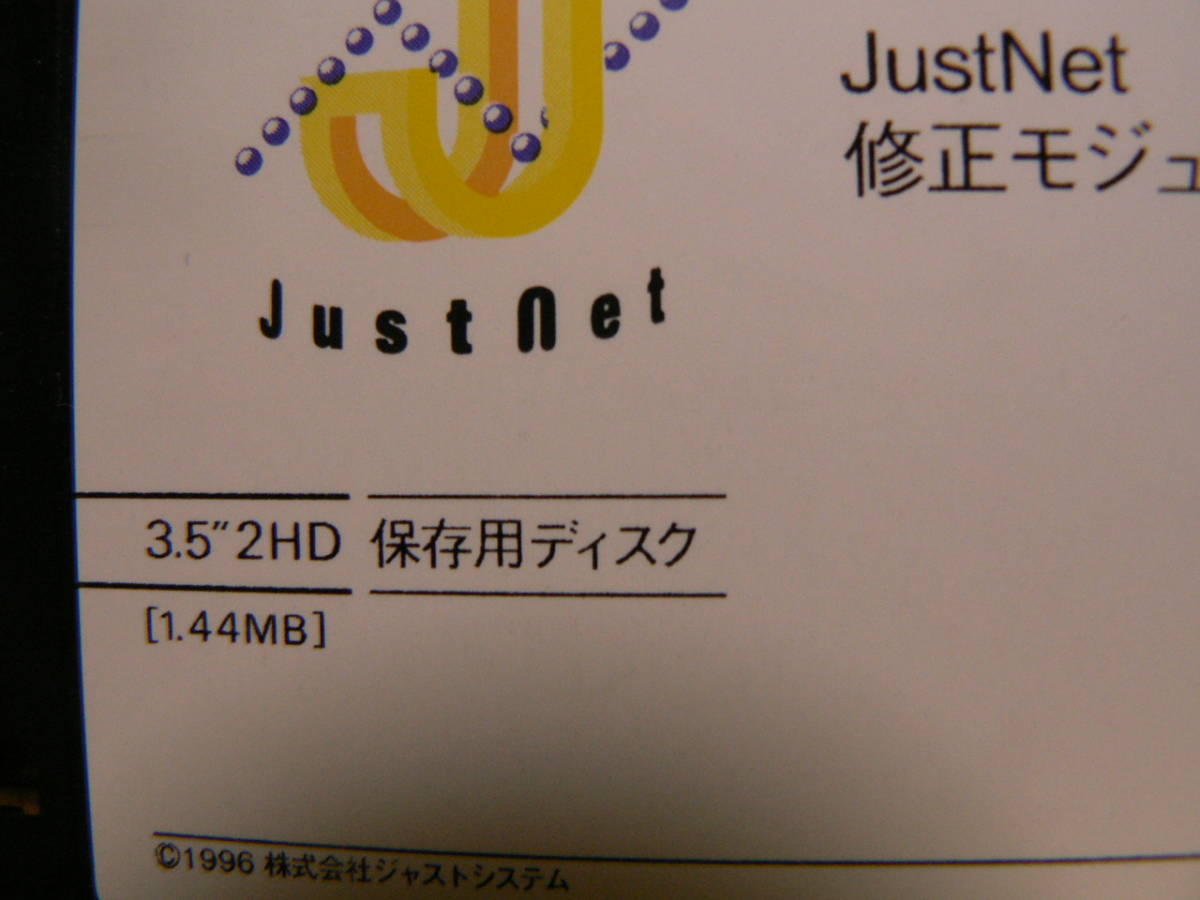 JustNet
修正モジュ
JustNet
3.5"2HD 保存用ディスク
[1.44MB]
©1996 株式会社ジャストシステム